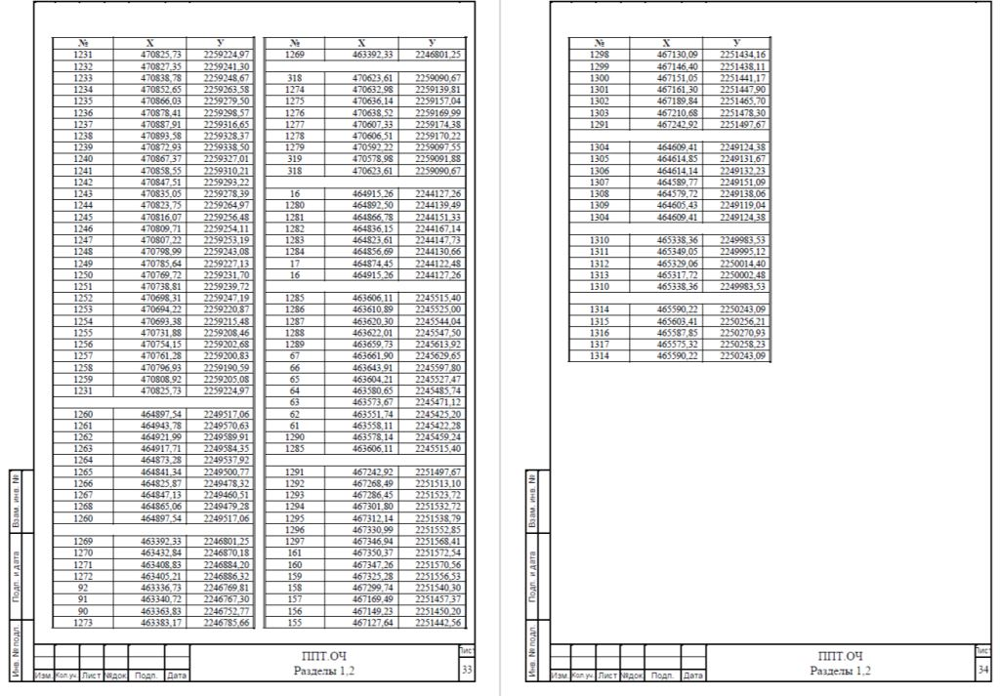 № X У
1231 470825,73 2259224,97
1232 470827,35 2259241,30
1233 470838,78 2259248,67
1234 470852,65 2259263,58
1235 470866,03 2259279,50
1236 470878,41 2259298,57
1237 470887,91 2259316,65
1238 470893,58 2259328,37
1239 470872,93 2259338,50
1240 470867,37 2259327,01
1241 470858,55 2259310,21
1242 470847,51 2259293,22
1243 470835,05 2259278,39
1244 470823,75 2259264,97
1245 470816,07 2259256,48
1246 470809,71 2259254,11
1247 470807,22 2259253,19
1248 470798,99 2259243,08
1249 470785,64 2259227,13
1250 470769,72 2259231,70
1251 470738,81 2259239,72
1252 470698,31 2259247,19
1253 470694,22 2259220,87
1254 470693,38 2259215,48
1255 470731,88 2259208,46
1256 470754,15 2259202,68
1257 470761,28 2259200,83
1258 470796,93 2259190,59
1259 470808,92 2259205,08
1231 470825,73 2259224,97
1260 464897,54 2249517,06
1261 464943,78 2249570,63
1262 464921,99 2249589,91
1263 464917,71 2249584,35
1264 464873,28 2249537,92
1265 464841,34 2249500,77
1266 464825,87 2249478,32
1267 464847,13 2249460,51
1268 464865,06 2249479,28
1260 464897,54 2249517,06
1269 463392,33 2246801,25
1270 463432,84 2246870,18
1271 463408,83 2246884,20
1272 463405,21 2246886,32
92 463336,73 2246769,81
91 463340,72 2246767,30
90 463363,83 2246752,77
1273 463383,17 2246785,66
№ X У
1269 463392,33 2246801,25
318 470623,61 2259090,67
1274 470632,98 2259139,81
1275 470636,14 2259157,04
1276 470638,52 2259169,99
1277 470607,33 2259174,38
1278 470606,51 2259170,22
1279 470592,22 2259097,55
319 470578,98 2259091,88
318 470623,61 2259090,67
16 464915,26 2244127,26
1280 464892,50 2244139,49
1281 464866,78 2244151,33
1282 464836,15 2244167,14
1283 464823,61 2244147,73
1284 464856,69 2244130,66
17 464874,45 2244122,48
16 464915,26 2244127,26
1285 463606,11 2245515,40
1286 463610,89 2245525,00
1287 463620,30 2245544,04
1288 463622,01 2245547,50
1289 463659,73 2245613,92
67 463661,90 2245629,65
66 463643,91 2245597,80
65 463604,21 2245527,47
64 463580,65 2245485,74
63 463573,67 2245471,12
62 463551,74 2245425,20
61 463558,11 2245422,28
1290 463578,14 2245459,24
1285 463606,11 2245515,40
1291 467242,92 2251497,67
1292 467268,49 2251513,10
1293 467286,45 2251523,72
1294 467301,80 2251532,72
1295 467312,14 2251538,79
1296 467330,99 2251552,85
1297 467346,94 2251568,41
161 467350,37 2251572,54
160 467347,26 2251570,56
159 467325,28 2251556,53
158 467299,74 2251540,30
157 467169,49 2251457,37
156 467149,23 2251450,20
155 467127,64 2251442,56
Взам. инв. №
Подп. и дата
Инв. № подп.
Изм. Кол.уч. Лист №док. Подп. Дата
ППТ.ОЧ
Разделы 1,2
Лист
33
№ X У
1298 467130,09 2251434,16
1299 467146,40 2251438,11
1300 467151,05 2251441,17
1301 467161,30 2251447,90
1302 467189,84 2251465,70
1303 467210,68 2251478,30
1291 467242,92 2251497,67
1304 464609,41 2249124,38
1305 464614,85 2249131,67
1306 464614,14 2249132,23
1307 464589,77 2249151,09
1308 464579,72 2249138,06
1309 464605,43 2249119,04
1304 464609,41 2249124,38
1310 465338,36 2249983,53
1311 465349,05 2249995,12
1312 465329,06 2250014,40
1313 465317,72 2250002,48
1310 465338,36 2249983,53
1314 465590,22 2250243,09
1315 465603,41 2250256,21
1316 465587,85 2250270,93
1317 465575,32 2250258,23
1314 465590,22 2250243,09
Взам. инв. №
Подп. и дата
Инв. № подп.
Изм. Кол.уч. Лист №док. Подп. Дата
ППТ.ОЧ
Разделы 1,2
Лист
34